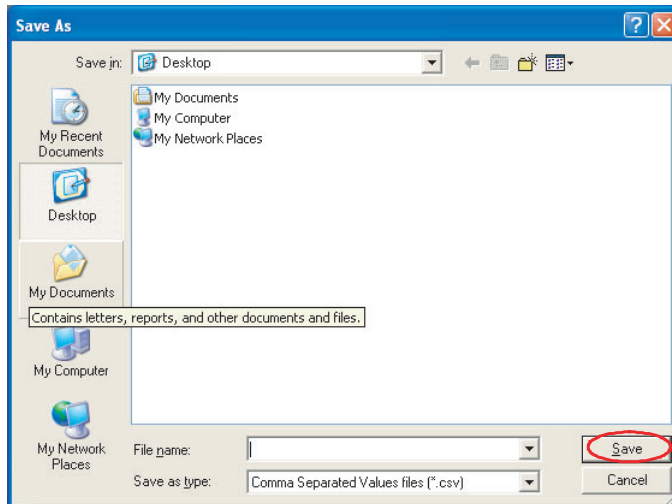 Save As
Save in:
Desktop
My Recent
Documents
Desktop
My Documents
My Computer
My Network
Places
My Documents
My Computer
My Network Places
Contains letters, reports, and other documents and files.
File name:
Save as type:
Comma Separated Values files (*.csv)
Save
Cancel